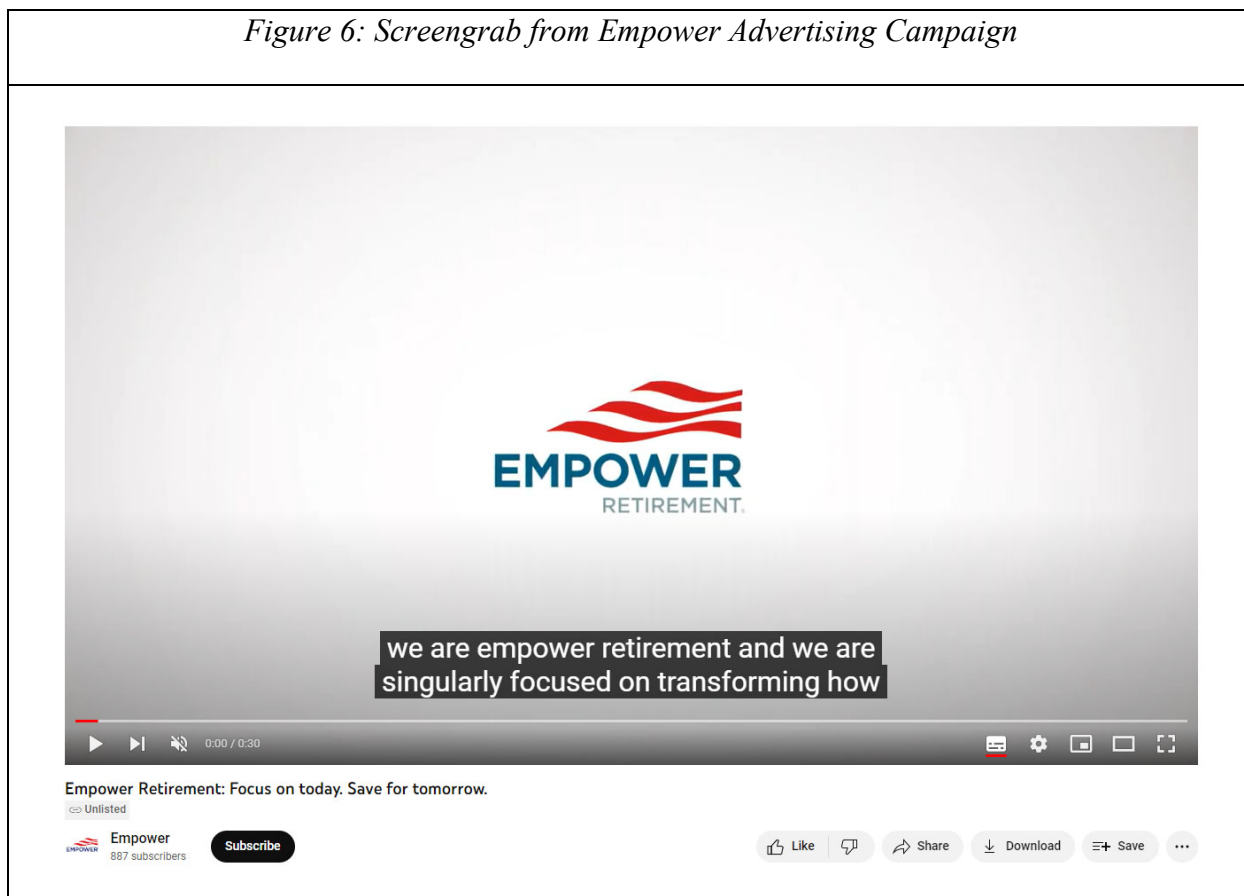 Figure 6: Screengrab from Empower Advertising Campaign
EMPOWER
RETIREMENT
we are empower retirement and we are
singularly focused on transforming how
0:00 / 0:30
Empower Retirement: Focus on today. Save for tomorrow.
Unlisted
EMPOWER
Empower
887 subscribers
Subscribe
Like
Share
Download
Save